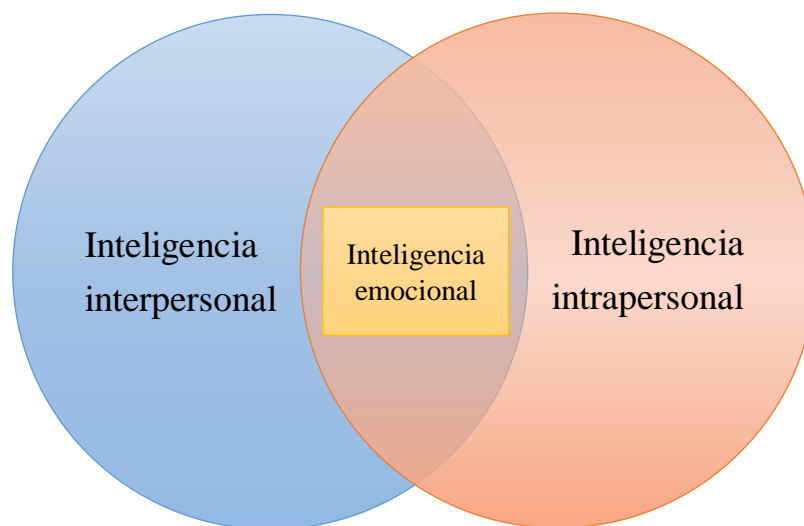 Inteligencia
interpersonal
Inteligencia
emocional
Inteligencia
intrapersonal